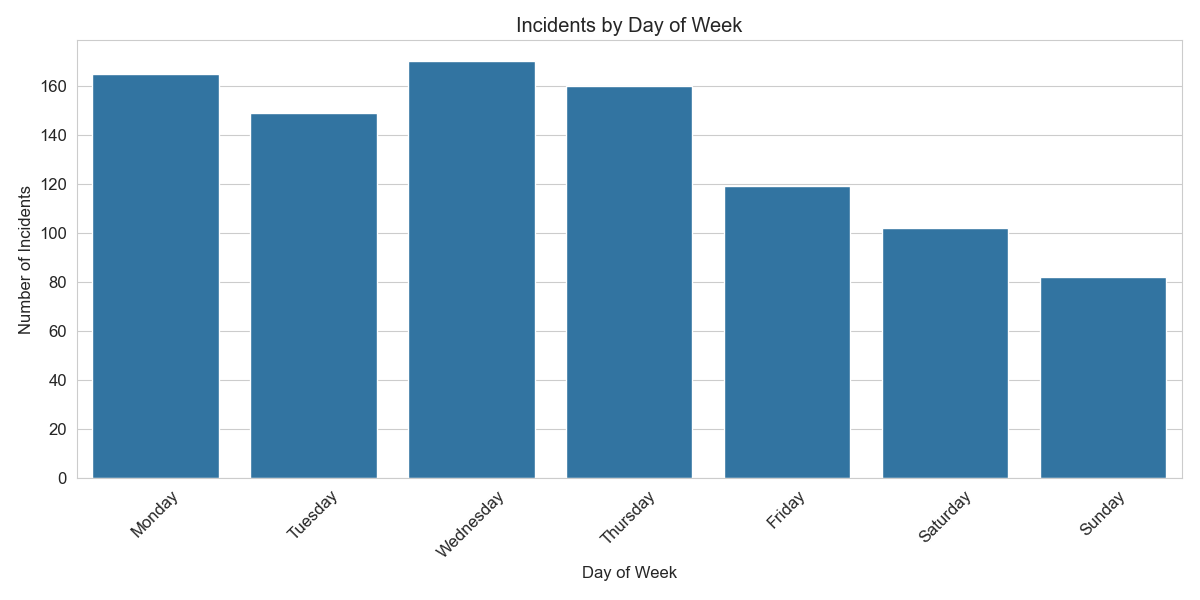 Incidents by Day of Week
Number of Incidents
160
140
120
100
80
60
40
20
0
Monday
Tuesday
Wednesday
Thursday
Friday
Saturday
Sunday
Day of Week